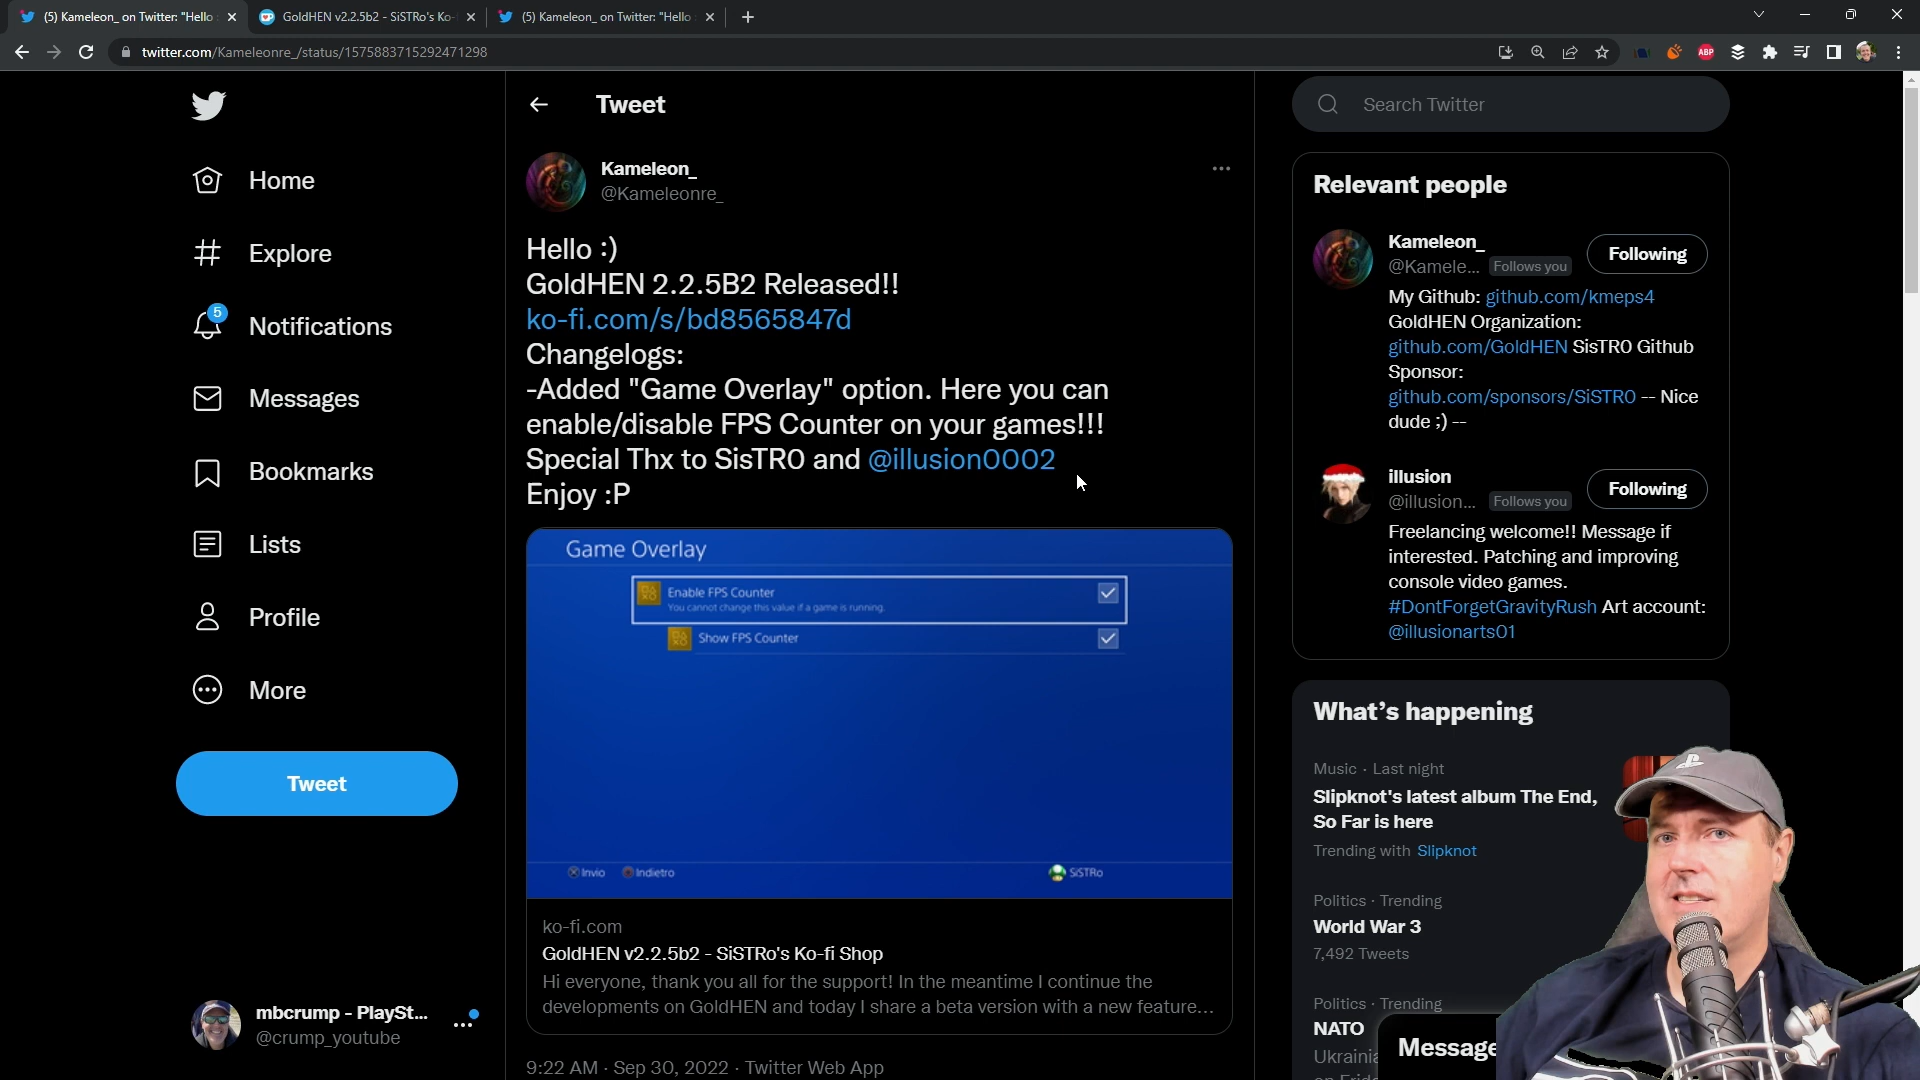 (5) Kameleon_ on Twitter: "Hello
GoldHEN v2.2.5b2 - SiSTRo's Ko-
(5) Kameleon_ on Twitter: "Hello
twitter.com/Kameleonre_/status/1575883715292471298
ABP
Tweet
Search Twitter
Home
Explore
5
Notifications
Messages
Bookmarks
Lists
Profile
More
Tweet
mbcrump - PlaySt...
@crump_youtube
Kameleon_
@Kameleonre_
Hello :)
GoldHEN 2.2.5B2 Released!!
ko-fi.com/s/bd8565847d
Changelogs:
-Added "Game Overlay" option. Here you can
enable/disable FPS Counter on your games!!!
Special Thx to SisTR0 and @illusion0002
Enjoy :P
Game Overlay
Enable FPS Counter
You cannot change this value if a game is running.
Show FPS Counter
Invio
Indietro
SiSTRo
ko-fi.com
GoldHEN v2.2.5b2 - SiSTRo's Ko-fi Shop
Hi everyone, thank you all for the support! In the meantime I continue the
developments on GoldHEN and today I share a beta version with a new feature...
9:22 AM · Sep 30, 2022 · Twitter Web App
Relevant people
Kameleon_
@Kamele...
Follows you
Following
My Github: github.com/kmeps4
GoldHEN Organization:
github.com/GoldHEN SisTR0 Github
Sponsor:
github.com/sponsors/SiSTRO -- Nice
dude ;) --
illusion
@illusion...
Follows you
Following
Freelancing welcome!! Message if
interested. Patching and improving
console video games.
#DontForgetGravityRush Art account:
@illusionarts01
What's happening
Music · Last night
Slipknot's latest album The End,
So Far is here
Trending with Slipknot
Politics · Trending
World War 3
7,492 Tweets
Politics · Trending
NATO
Message